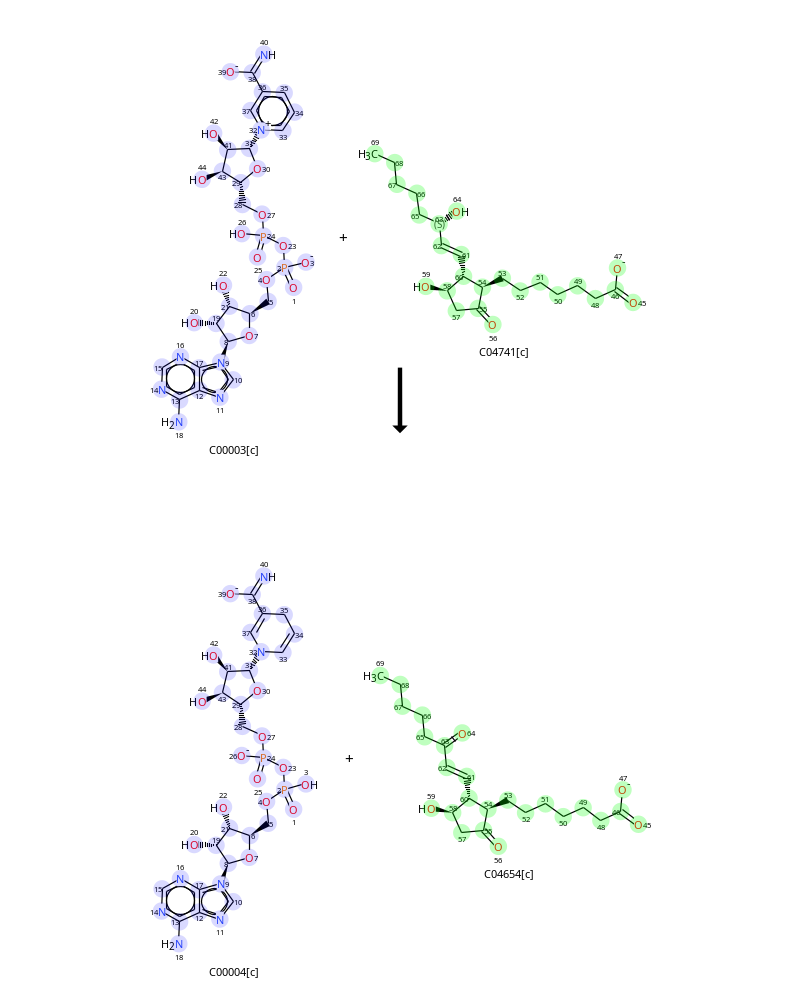 40
NH
39 O-
38
36 35
37 34
N+ 32 33
42
HO
41 31
44 O 30
HO 43 29
28
O 27
26
HO P 24
O 23
O 25
P 2 O- 3
4 O
O 1
22
HO
5
21 6
20
HO 19
O 7
8
16
N 17 N 9
15 10
14 N 12 N
13 11
H2N
18
C00003[c]
+
69
H3C
68
67 66
64
65 63 OH
(S)
62 61
59 60
HO 58 54 53 51 49 47
O-
52 50 48 46 O 45
57 55
O
56
C04741[c]
40
NH
39 O-
38
36 35
37 34
N 32 33
42
HO
41 31
44 O 30
HO 43 29
28
O 27
26 O-
P 24
O 23
O 25
P 2 OH 3
4 O
O 1
22
HO
5
21 6
20
HO 19
O 7
8
16
N 17 N 9
15 10
14 N 12 N
13 11
H2N
18
C00004[c]
+
69
H3C
68
67 66
65 63 O 64
62 61
59 60
HO 58 54 53 51 49 47
O-
52 50 48 46 O 45
57 55
O
56
C04654[c]